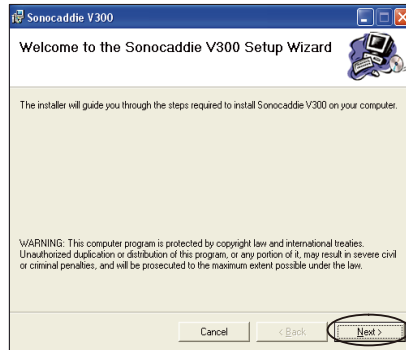 Sonocaddie V300
Welcome to the Sonocaddie V300 Setup Wizard
The installer will guide you through the steps required to install Sonocaddie V300 on your computer.
WARNING: This computer program is protected by copyright law and international treaties.
Unauthorized duplication or distribution of this program, or any portion of it, may result in severe civil
or criminal penalties, and will be prosecuted to the maximum extent possible under the law.
Cancel < Back Next >